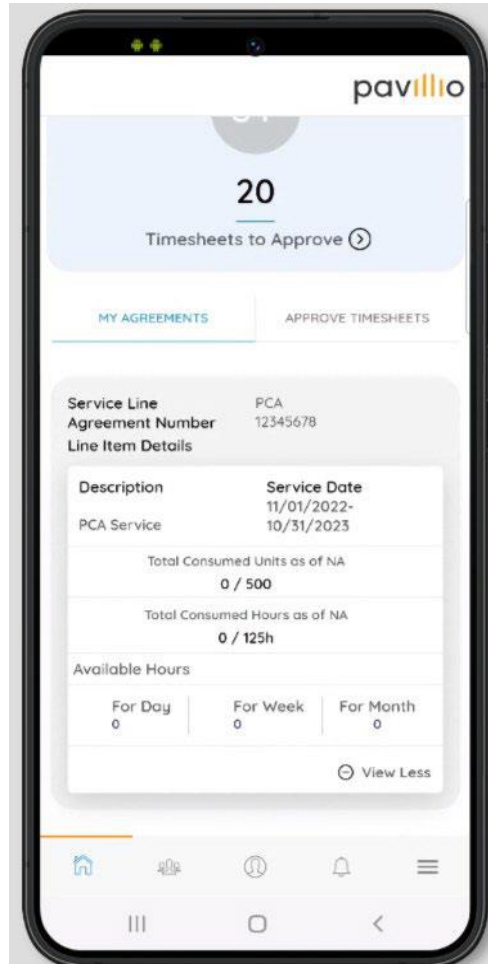 pavillio
20
Timesheets to Approve
MY AGREEMENTS
APPROVE TIMESHEETS
Service Line PCA
Agreement Number 12345678
Line Item Details
Description Service Date
PCA Service 11/01/2022-
10/31/2023
Total Consumed Units as of NA
0 / 500
Total Consumed Hours as of NA
0 / 125h
Available Hours
For Day For Week For Month
0 0 0
View Less